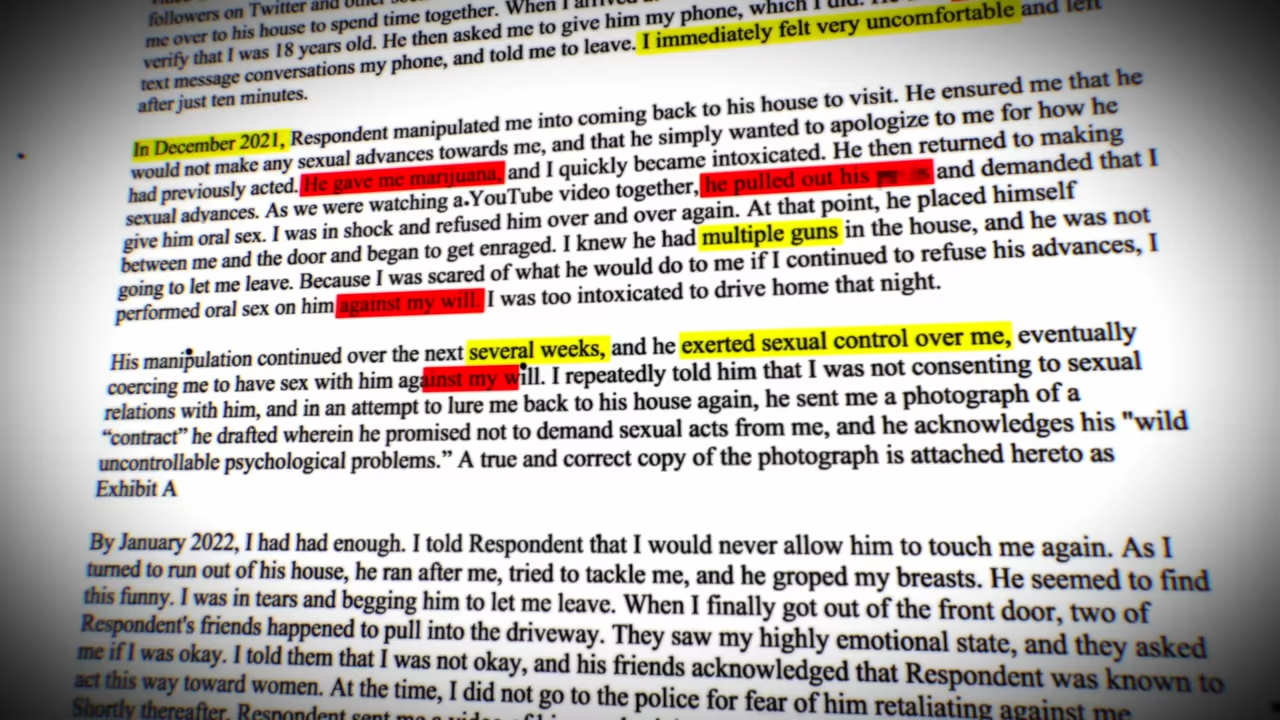 followers on Twitter and other
me over to his house to spend time together. When I arrived
verify that I was 18 years old. He then asked me to give him my phone, which I did. He
text message conversations my phone, and told me to leave. I immediately felt very uncomfortable and left
after just ten minutes.
In December 2021, Respondent manipulated me into coming back to his house to visit. He ensured me that he
would not make any sexual advances towards me, and that he simply wanted to apologize to me for how he
had previously acted. He gave me marijuana, and I quickly became intoxicated. He then returned to making
sexual advances. As we were watching a YouTube video together, he pulled out his and demanded that I
give him oral sex. I was in shock and refused him over and over again. At that point, he placed himself
between me and the door and began to get enraged. I knew he had multiple guns in the house, and he was not
going to let me leave. Because I was scared of what he would do to me if I continued to refuse his advances, I
performed oral sex on him against my will. I was too intoxicated to drive home that night.
His manipulation continued over the next several weeks, and he exerted sexual control over me, eventually
coercing me to have sex with him against my will. I repeatedly told him that I was not consenting to sexual
relations with him, and in an attempt to lure me back to his house again, he sent me a photograph of a
“contract” he drafted wherein he promised not to demand sexual acts from me, and he acknowledges his "wild
uncontrollable psychological problems.” A true and correct copy of the photograph is attached hereto as
Exhibit A
By January 2022, I had had enough. I told Respondent that I would never allow him to touch me again. As I
turned to run out of his house, he ran after me, tried to tackle me, and he groped my breasts. He seemed to find
this funny. I was in tears and begging him to let me leave. When I finally got out of the front door, two of
Respondent's friends happened to pull into the driveway. They saw my highly emotional state, and they asked
me if I was okay. I told them that I was not okay, and his friends acknowledged that Respondent was known to
act this way toward women. At the time, I did not go to the police for fear of him retaliating against me
Shortly thereafter, Respondent sent me a video of